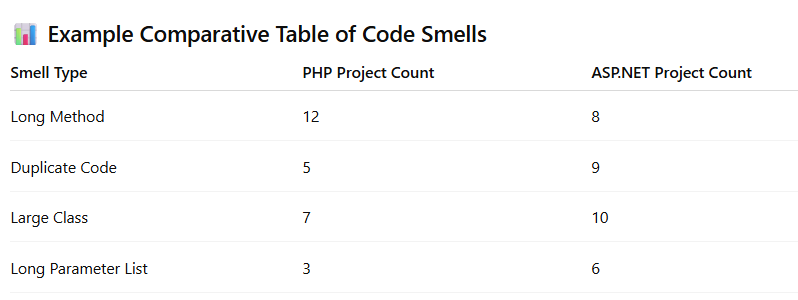 Example Comparative Table of Code Smells
Smell Type PHP Project Count ASP.NET Project Count
Long Method 12 8
Duplicate Code 5 9
Large Class 7 10
Long Parameter List 3 6